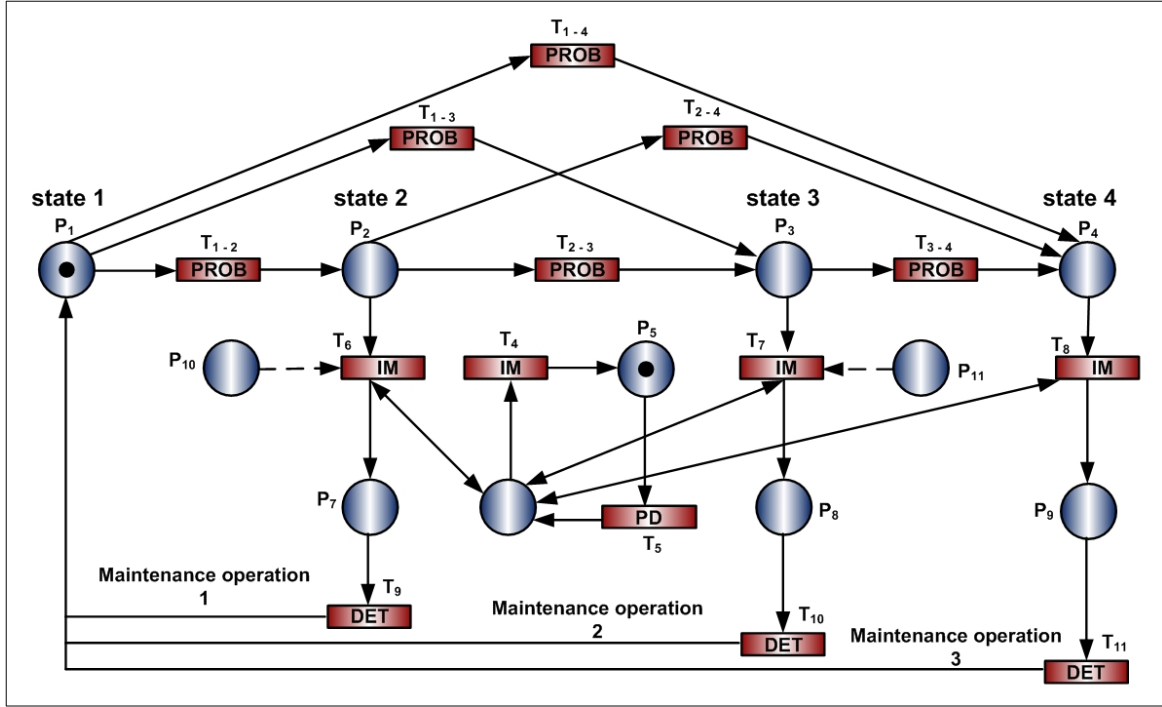 T1 - 4
PROB
T1 - 3
PROB
T2 - 4
PROB
state 1
state 2
state 3
state 4
P1
P2
P3
P4
T1 - 2
PROB
T2 - 3
PROB
T3 - 4
PROB
P10
T6
IM
T4
IM
P5
T7
IM
P11
T8
IM
P7
PD
T5
P8
P9
Maintenance operation
1
T9
DET
Maintenance operation
2
T10
DET
Maintenance operation
3
T11
DET